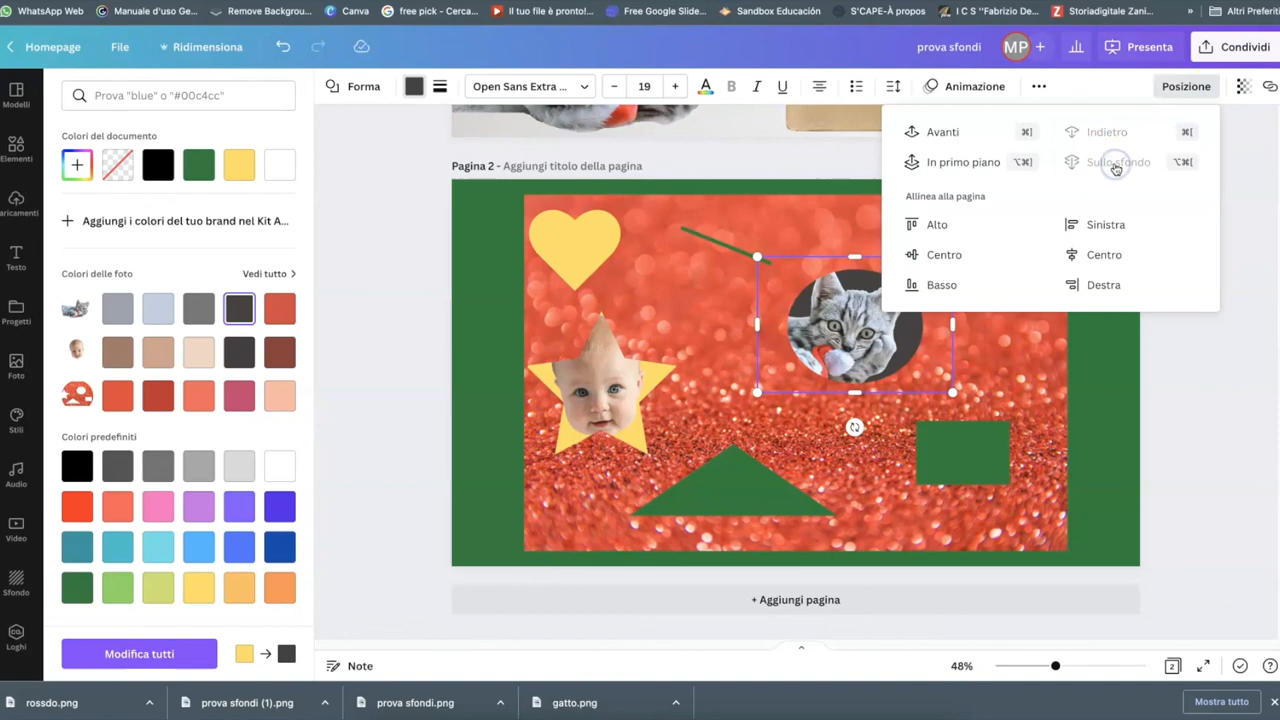 WhatsApp Web
Manuale d'uso Ge...
Remove Backgroun...
Canva
free pick - Cerca...
Il tuo file è pronto!...
Free Google Slide...
Sandbox Educación
S'CAPE-À propos
I C S ''Fabrizio De...
Storiadigitale Zani...
»
Altri Preferiti
Homepage
File
Ridimensiona
prova sfondi
MP
+
Presenta
Condividi
Prova "blue" o "#00c4cc"
Forma
Open Sans Extra ...
– 19 +
A B I U
Animazione
...
Posizione
Modelli
Elementi
Caricamenti
Testo
Progetti
Foto
Stili
Audio
Video
Sfondo
Loghi
Colori del documento
+ Aggiungi i colori del tuo brand nel Kit A...
Colori delle foto
Vedi tutto
Colori predefiniti
Modifica tutti
Avanti ⌘]
Indietro ⌘[
In primo piano ⌥⌘]
Sullo sfondo ⌥⌘[
Allinea alla pagina
Alto
Sinistra
Centro
Centro
Basso
Destra
Pagina 2 - Aggiungi titolo della pagina
+ Aggiungi pagina
Note
48%
2
rossdo.png
prova sfondi (1).png
prova sfondi.png
gatto.png
Mostra tutto